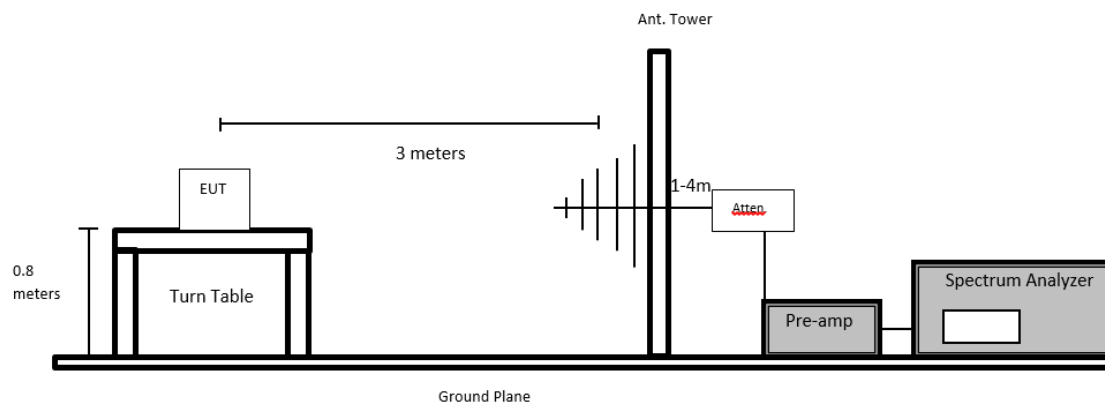 Ant. Tower
3 meters
EUT
1-4m
Atten
0.8
meters
Turn Table
Spectrum Analyzer
Pre-amp
Ground Plane